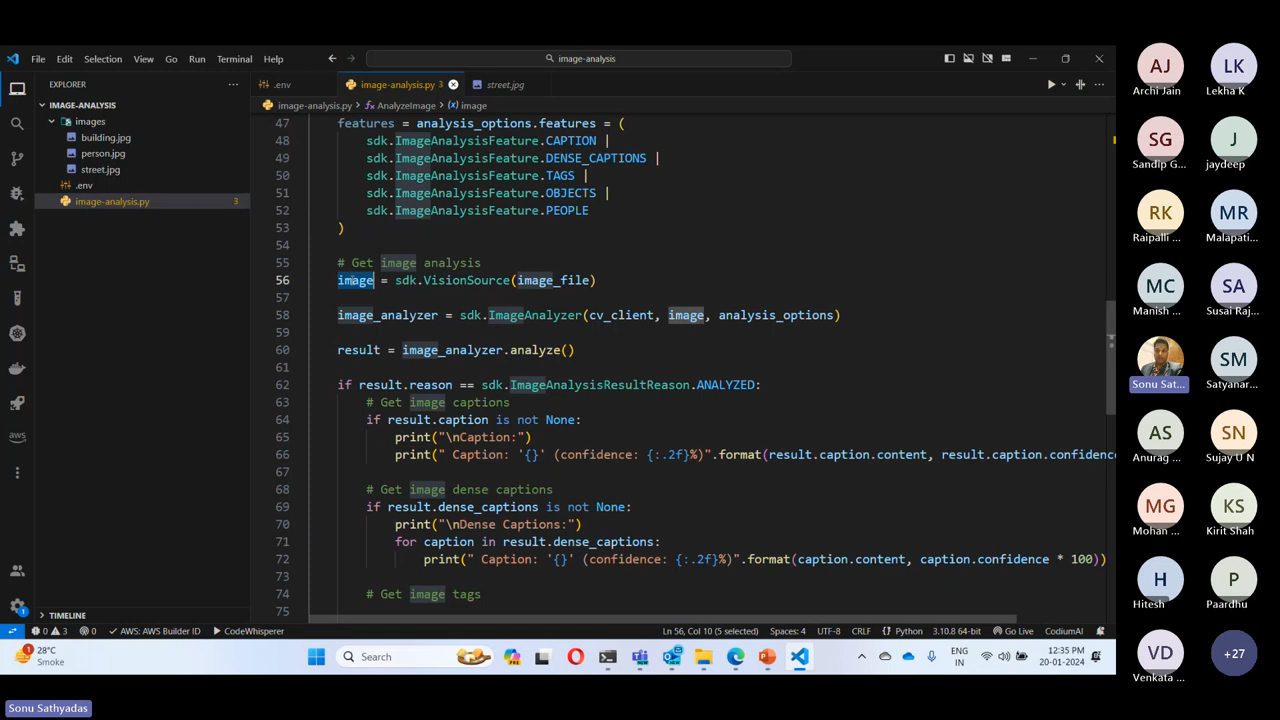 File Edit Selection View Go Run Terminal Help
image-analysis
EXPLORER
IMAGE-ANALYSIS
images
building.jpg
person.jpg
street.jpg
.env
image-analysis.py 3
TIMELINE
.env
image-analysis.py 3
street.jpg
image-analysis.py > AnalyzeImage > image
47 features = analysis_options.features = (
48 sdk.ImageAnalysisFeature.CAPTION |
49 sdk.ImageAnalysisFeature.DENSE_CAPTIONS |
50 sdk.ImageAnalysisFeature.TAGS |
51 sdk.ImageAnalysisFeature.OBJECTS |
52 sdk.ImageAnalysisFeature.PEOPLE
53 )
54
55 # Get image analysis
56 image = sdk.VisionSource(image_file)
57
58 image_analyzer = sdk.ImageAnalyzer(cv_client, image, analysis_options)
59
60 result = image_analyzer.analyze()
61
62 if result.reason == sdk.ImageAnalysisResultReason.ANALYZED:
63 # Get image captions
64 if result.caption is not None:
65 print("\nCaption:")
66 print(" Caption: '{}' (confidence: {:.2f}%)".format(result.caption.content, result.caption.confidence
67
68 # Get image dense captions
69 if result.dense_captions is not None:
70 print("\nDense Captions:")
71 for caption in result.dense_captions:
72 print(" Caption: '{}' (confidence: {:.2f}%)".format(caption.content, caption.confidence * 100))
73
74 # Get image tags
75
aws
1
0 3 0 AWS: AWS Builder ID CodeWhisperer
Ln 56, Col 10 (5 selected) Spaces: 4 UTF-8 CRLF Python 3.10.8 64-bit Go Live CodiumAI
1
28°C
Smoke
Search
ENG
IN
12:35 PM
20-01-2024
Sonu Sathyadas
AJ
Archi Jain
LK
Lekha K
SG
Sandip G...
J
jaydeep
RK
Raipalli ...
MR
Malapati...
MC
Manish ...
SA
Susai Raj...
Sonu Sat...
SM
Satyanar...
AS
Anurag ...
SN
Sujay U N
MG
Mohan ...
KS
Kirit Shah
H
Hitesh
P
Paardhu
VD
Venkata ...
+27